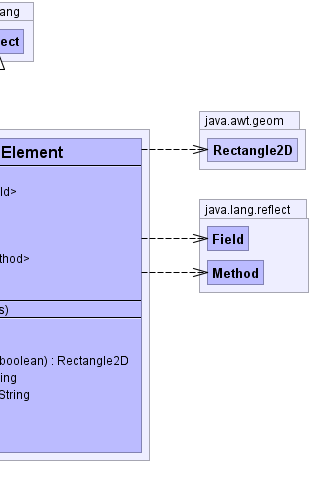 ang
ect
java.awt.geom
Element
Rectangle2D
ld>
java.lang.reflect
Field
thod>
Method
s)
boolean) : Rectangle2D
ing
String